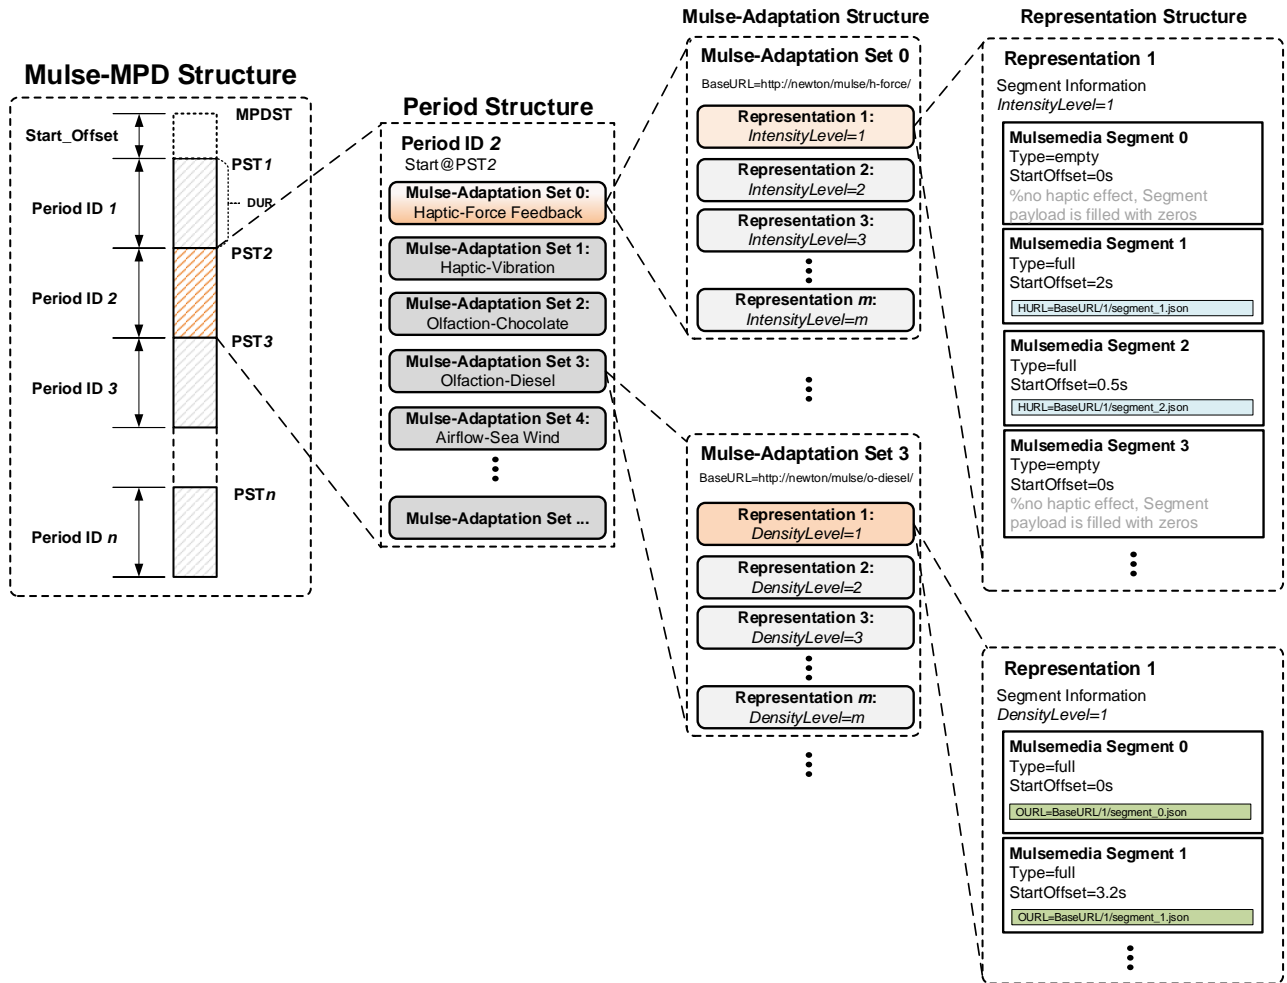 Mulse-MPD Structure
MPDST
Start_Offset
PST1
DUR
Period ID 1
PST2
Period ID 2
PST3
Period ID 3
PSTn
Period ID n
Period Structure
Period ID 2
Start@PST2
Mulse-Adaptation Set 0:
Haptic-Force Feedback
Mulse-Adaptation Set 1:
Haptic-Vibration
Mulse-Adaptation Set 2:
Olfaction-Chocolate
Mulse-Adaptation Set 3:
Olfaction-Diesel
Mulse-Adaptation Set 4:
Airflow-Sea Wind
Mulse-Adaptation Set ...
Mulse-Adaptation Structure
Mulse-Adaptation Set 0
BaseURL=http://newton/mulse/h-force/
Representation 1:
IntensityLevel=1
Representation 2:
IntensityLevel=2
Representation 3:
IntensityLevel=3
Representation m:
IntensityLevel=m
Mulse-Adaptation Set 3
BaseURL=http://newton/mulse/o-diesel/
Representation 1:
DensityLevel=1
Representation 2:
DensityLevel=2
Representation 3:
DensityLevel=3
Representation m:
DensityLevel=m
Representation Structure
Representation 1
Segment Information
IntensityLevel=1
Mulsemedia Segment 0
Type=empty
StartOffset=0s
%no haptic effect, Segment
payload is filled with zeros
Mulsemedia Segment 1
Type=full
StartOffset=2s
HURL=BaseURL/1/segment_1.json
Mulsemedia Segment 2
Type=full
StartOffset=0.5s
HURL=BaseURL/1/segment_2.json
Mulsemedia Segment 3
Type=empty
StartOffset=0s
%no haptic effect, Segment
payload is filled with zeros
Representation 1
Segment Information
DensityLevel=1
Mulsemedia Segment 0
Type=full
StartOffset=0s
OURL=BaseURL/1/segment_0.json
Mulsemedia Segment 1
Type=full
StartOffset=3.2s
OURL=BaseURL/1/segment_1.json